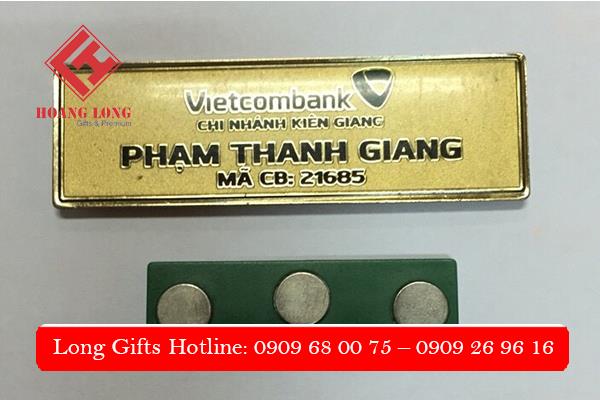 HOANG LONG
Gifts & Premium
Vietcombank
CHI NHÁNH KIÊN GIANG
PHẠM THANH GIANG
MÃ CB: 21685
Long Gifts Hotline: 0909 68 00 75 – 0909 26 96 16